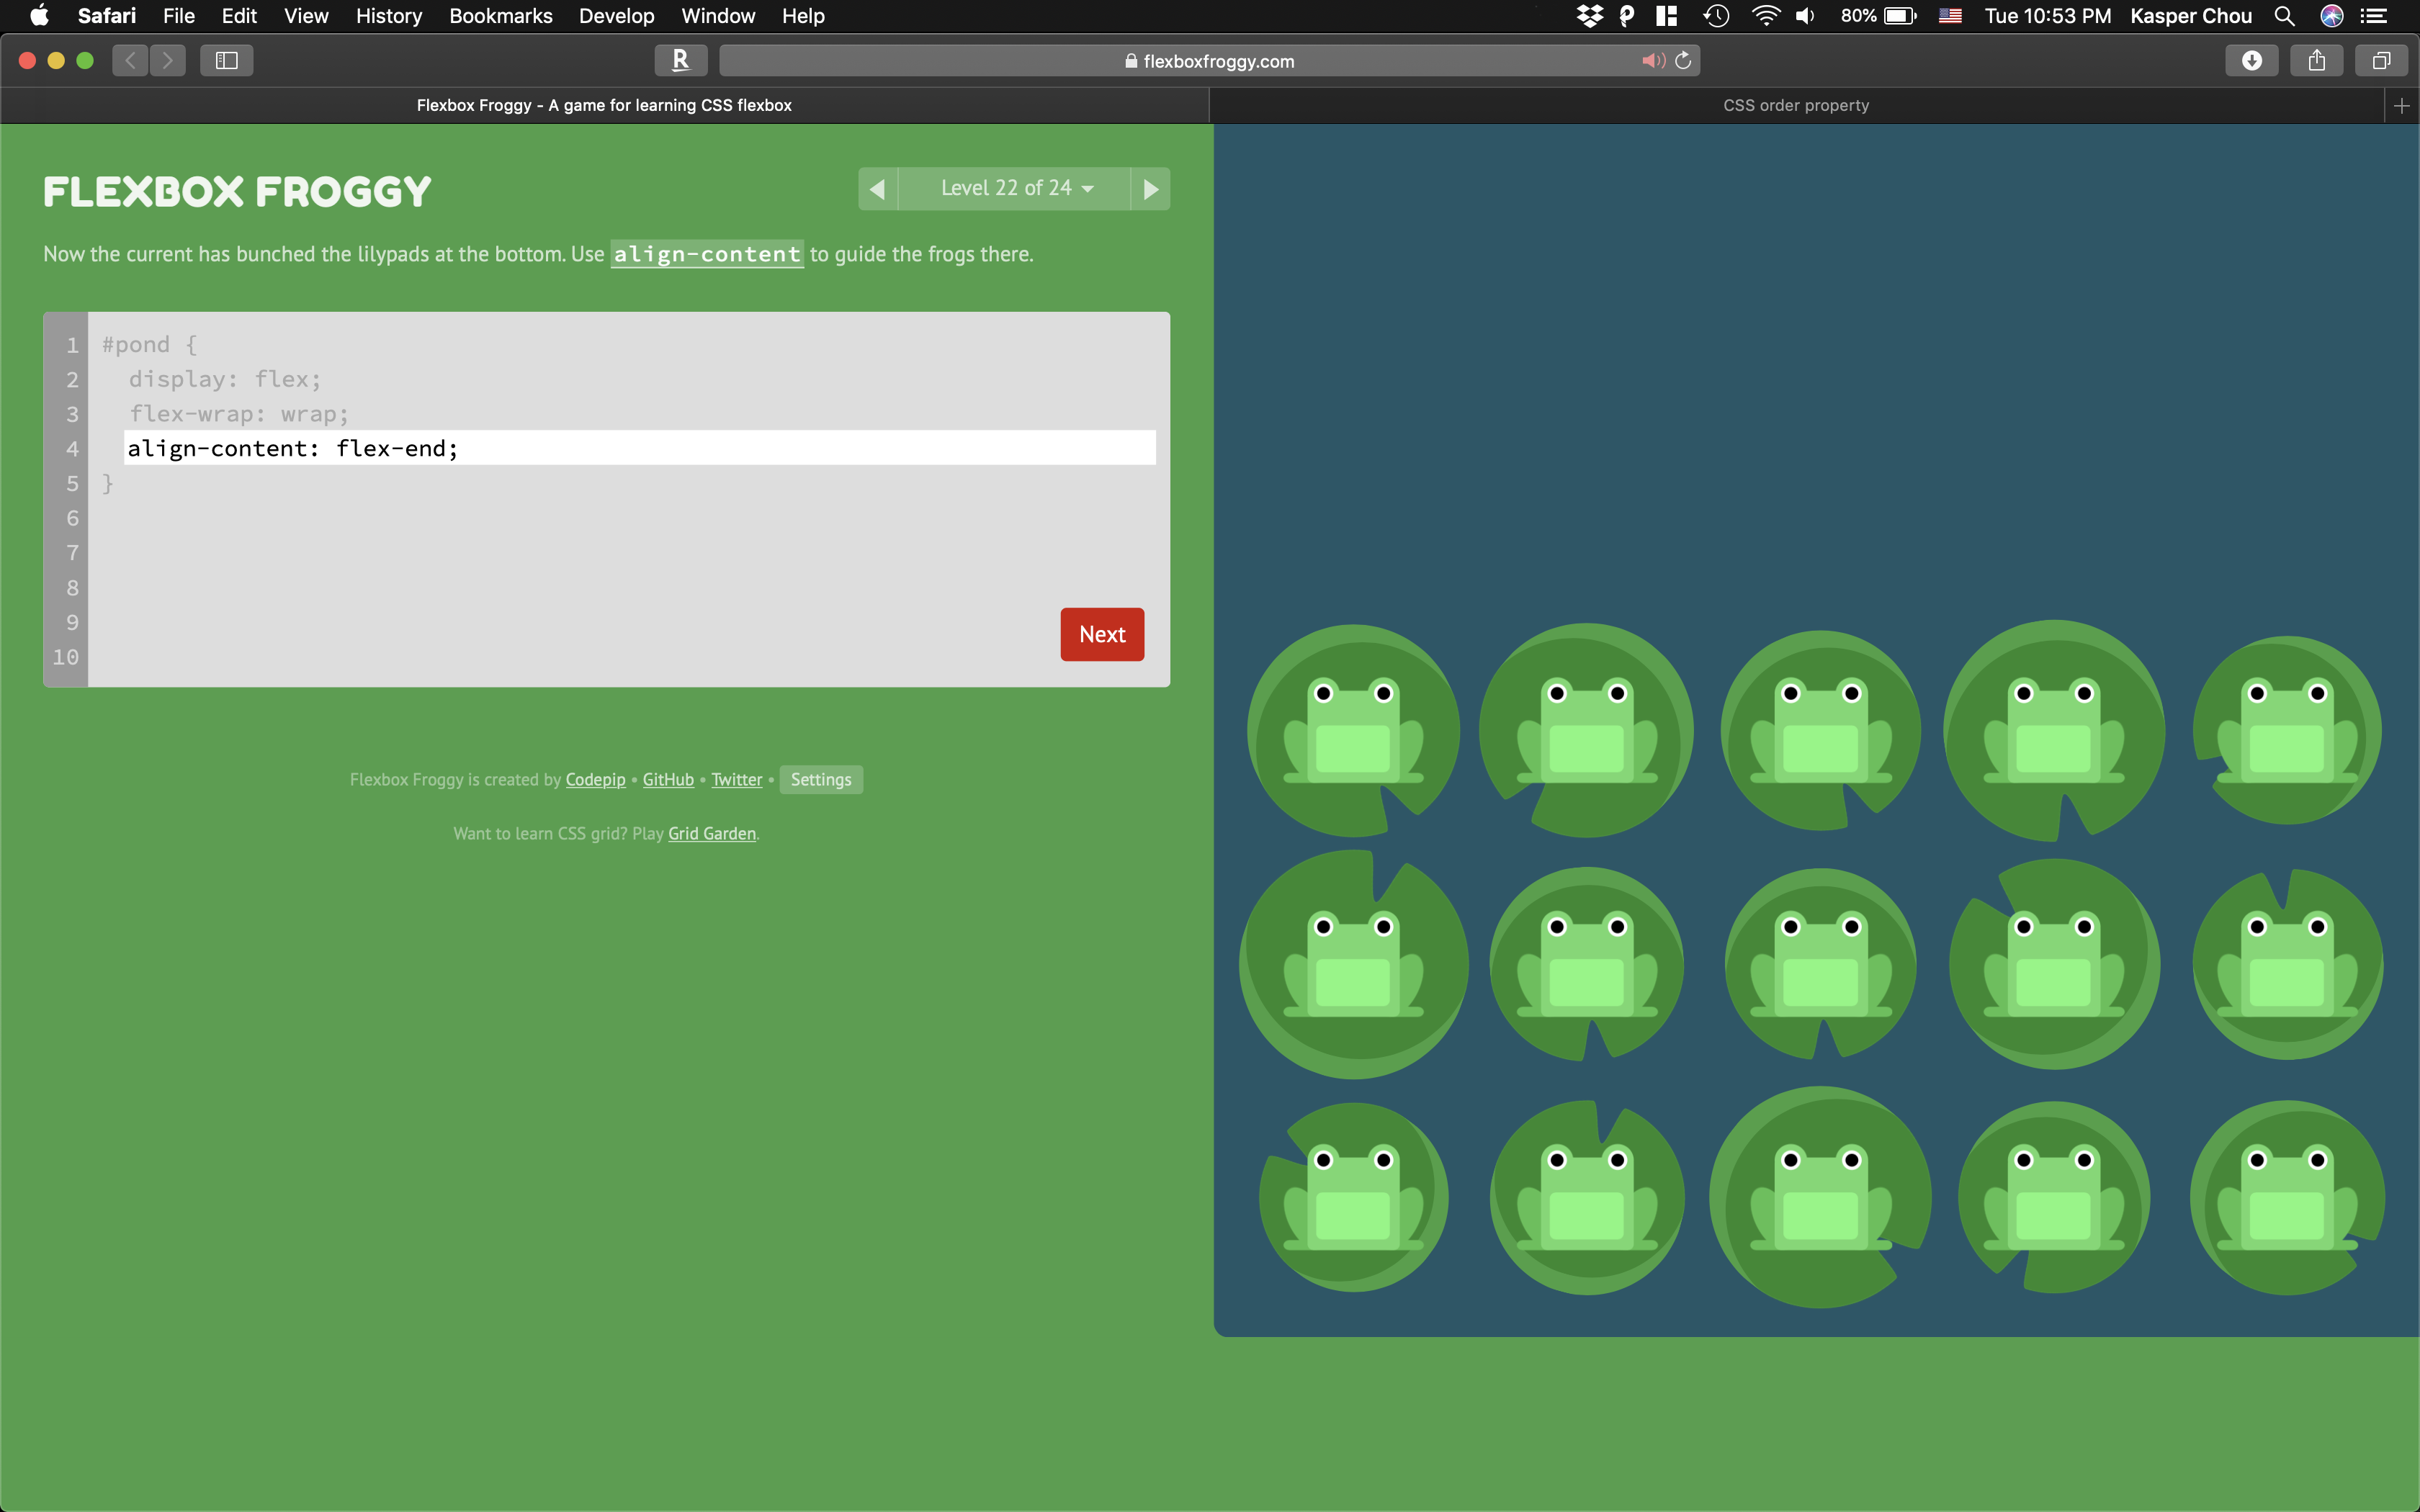 Safari File Edit View History Bookmarks Develop Window Help 80% Tue 10:53 PM Kasper Chou
R flexboxfroggy.com
Flexbox Froggy - A game for learning CSS flexbox CSS order property
FLEXBOX FROGGY Level 22 of 24
Now the current has bunched the lilypads at the bottom. Use align-content to guide the frogs there.
1 #pond {
2 display: flex;
3 flex-wrap: wrap;
4 align-content: flex-end;
5 }
6
7
8
9
Next
10
Flexbox Froggy is created by Codepip • GitHub • Twitter • Settings
Want to learn CSS grid? Play Grid Garden.